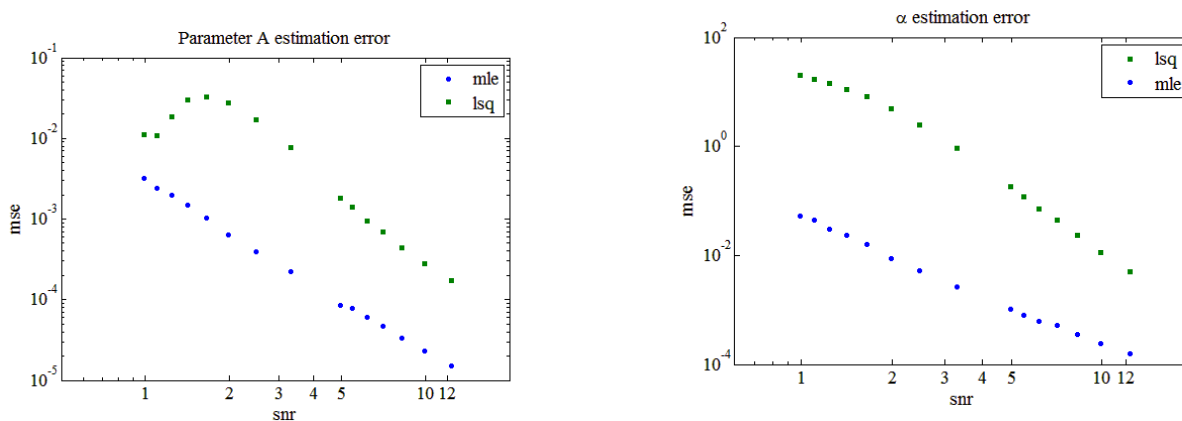 Parameter A estimation error
10^-1
10^-2
10^-3
10^-4
10^-5
mse
mle
lsq
1 2 3 4 5 10 12
snr
α estimation error
10^2
10^0
10^-2
10^-4
mse
lsq
mle
1 2 3 4 5 10 12
snr